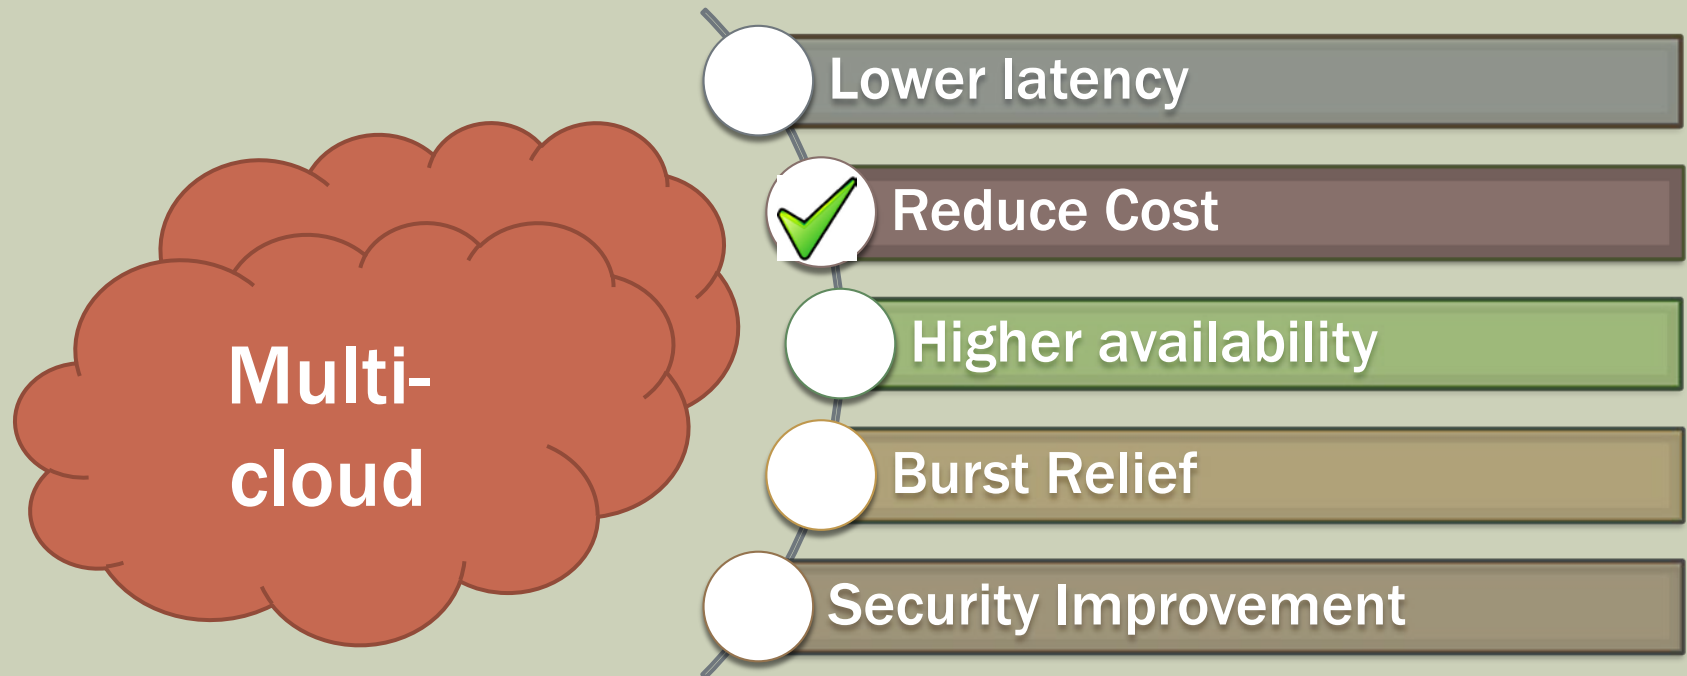 Multi-
cloud
Lower latency
Reduce Cost
Higher availability
Burst Relief
Security Improvement